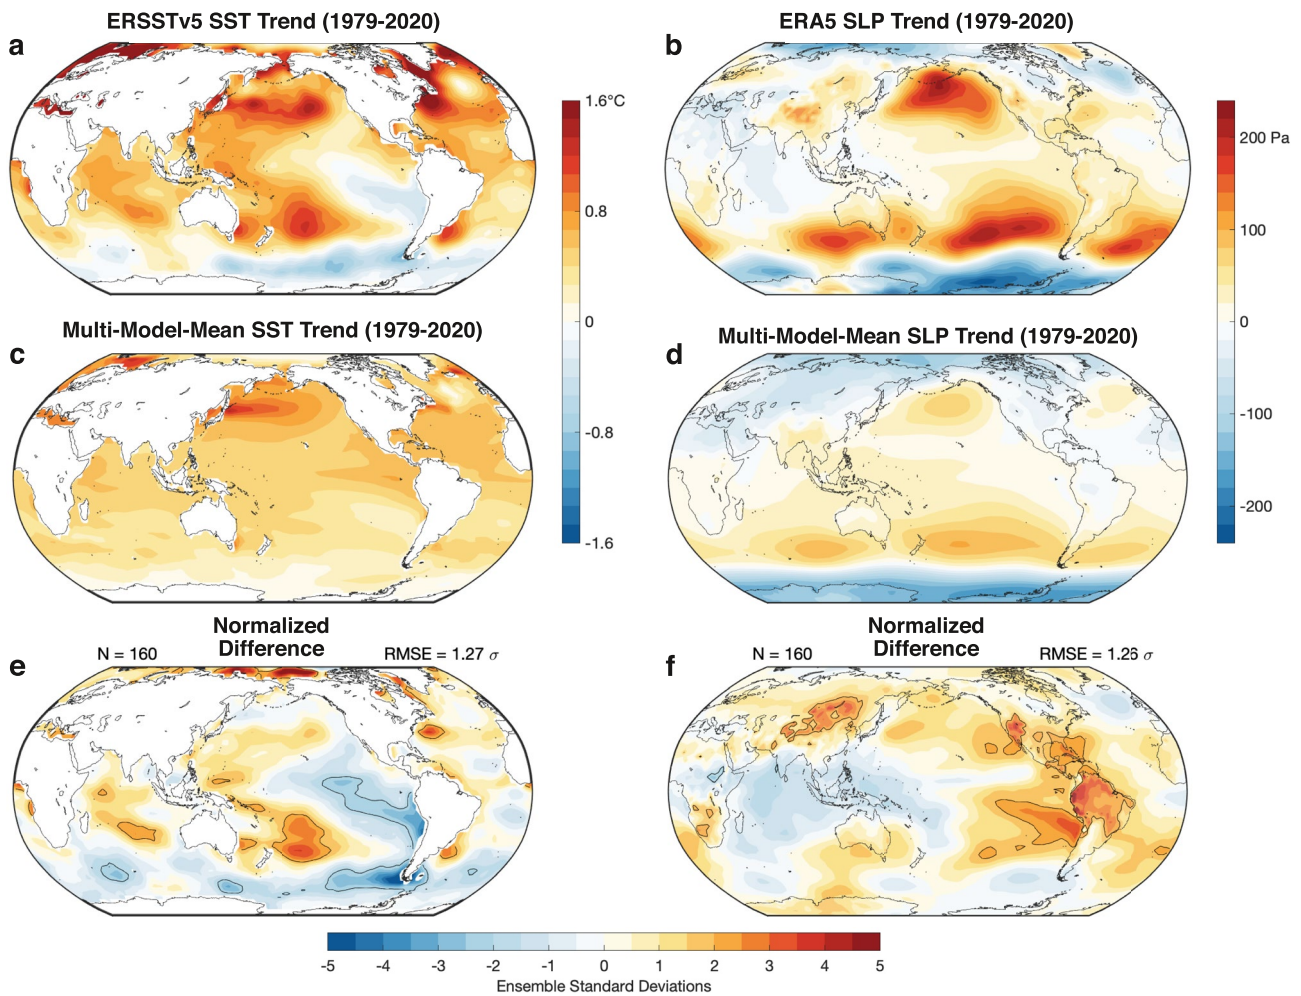 ERSSTv5 SST Trend (1979-2020)
ERA5 SLP Trend (1979-2020)
a
b
1.6°C
0.8
0
-0.8
-1.6
200 Pa
100
0
-100
-200
Multi-Model-Mean SST Trend (1979-2020)
Multi-Model-Mean SLP Trend (1979-2020)
c
d
Normalized
Difference
N = 160
RMSE = 1.27 σ
e
Normalized
Difference
N = 160
RMSE = 1.26 σ
f
-5 -4 -3 -2 -1 0 1 2 3 4 5
Ensemble Standard Deviations